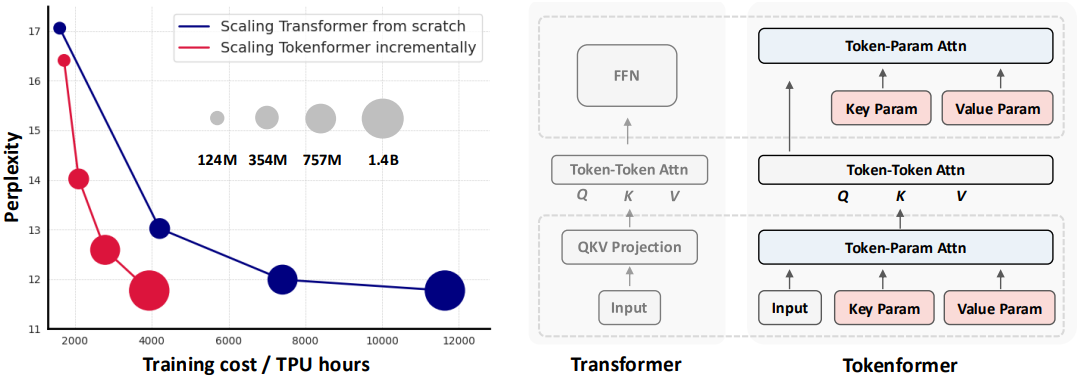 Perplexity
17
16
15
14
13
12
11
2000 4000 6000 8000 10000 12000
Training cost / TPU hours
Scaling Transformer from scratch
Scaling Tokenformer incrementally
124M 354M 757M 1.4B
FFN
Token-Token Attn
Q K V
QKV Projection
Input
Transformer
Token-Param Attn
Key Param Value Param
Token-Token Attn
Q K V
Token-Param Attn
Input Key Param Value Param
Tokenformer